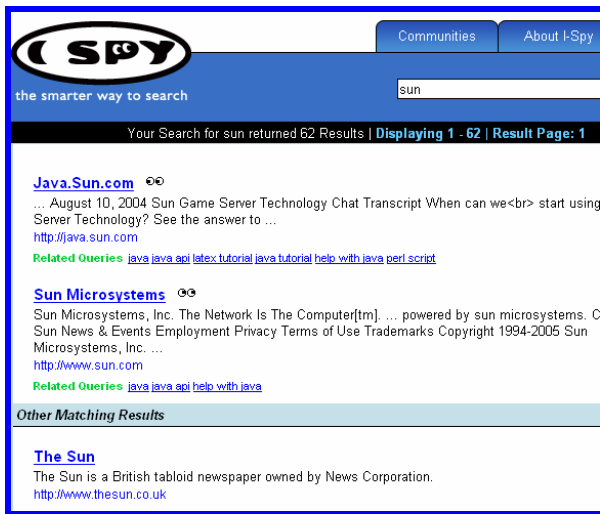 I SPY
the smarter way to search
Communities
About I-Spy
sun
Your Search for sun returned 62 Results | Displaying 1 - 62 | Result Page: 1
Java.Sun.com
... August 10, 2004 Sun Game Server Technology Chat Transcript When can we<br> start using
Server Technology? See the answer to ...
http://java.sun.com
Related Queries java java api latex tutorial java tutorial help with java perl script
Sun Microsystems
Sun Microsystems, Inc. The Network Is The Computer[tm]. ... powered by sun microsystems. C
Sun News & Events Employment Privacy Terms of Use Trademarks Copyright 1994-2005 Sun
Microsystems, Inc. ...
http://www.sun.com
Related Queries java java api help with java
Other Matching Results
The Sun
The Sun is a British tabloid newspaper owned by News Corporation.
http://www.thesun.co.uk